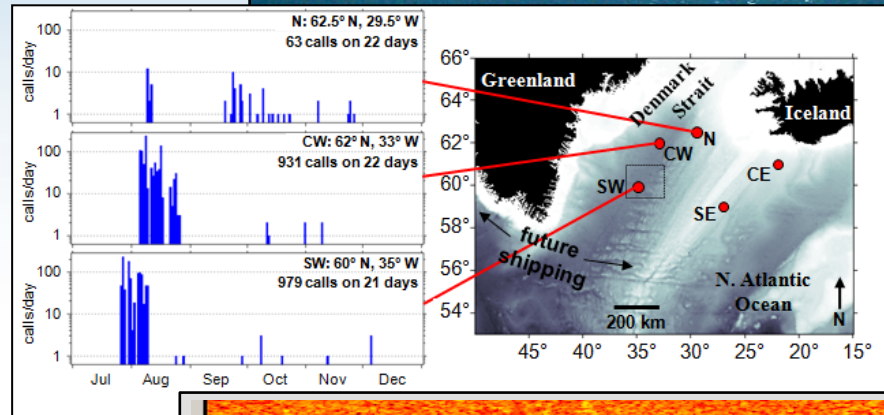 calls/day
100
10
1
N: 62.5° N, 29.5° W
63 calls on 22 days
calls/day
100
10
1
CW: 62° N, 33° W
931 calls on 22 days
calls/day
100
10
1
SW: 60° N, 35° W
979 calls on 21 days
Jul Aug Sep Oct Nov Dec
66°
64°
62°
60°
58°
56°
54°
Greenland
Denmark
Strait
Iceland
N
CW
CE
SW
SE
future
shipping
N. Atlantic
Ocean
200 km
N
45° 40° 35° 30° 25° 20° 15°